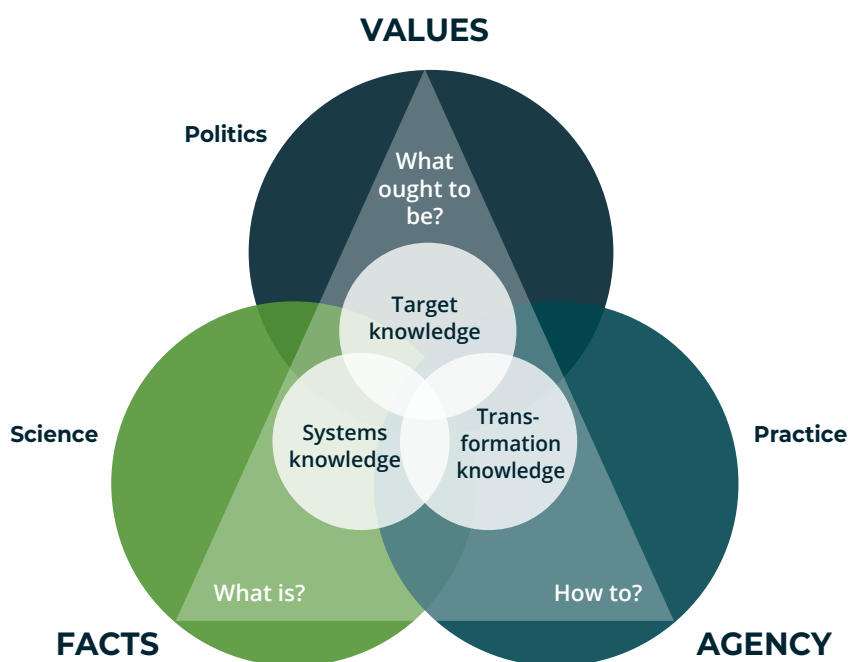 VALUES
Politics
What
ought to
be?
Target
knowledge
Science
Systems
knowledge
Trans-
formation
knowledge
Practice
What is?
How to?
FACTS
AGENCY